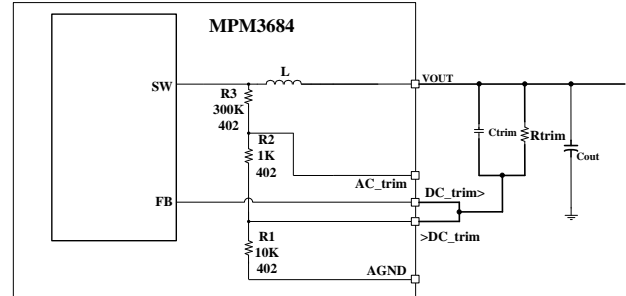 MPM3684
SW
L
VOUT
R3
300K
402
Ctrim
Rtrim
R2
1K
402
Cout
AC_trim
FB
DC_trim>
>DC_trim
R1
10K
402
AGND